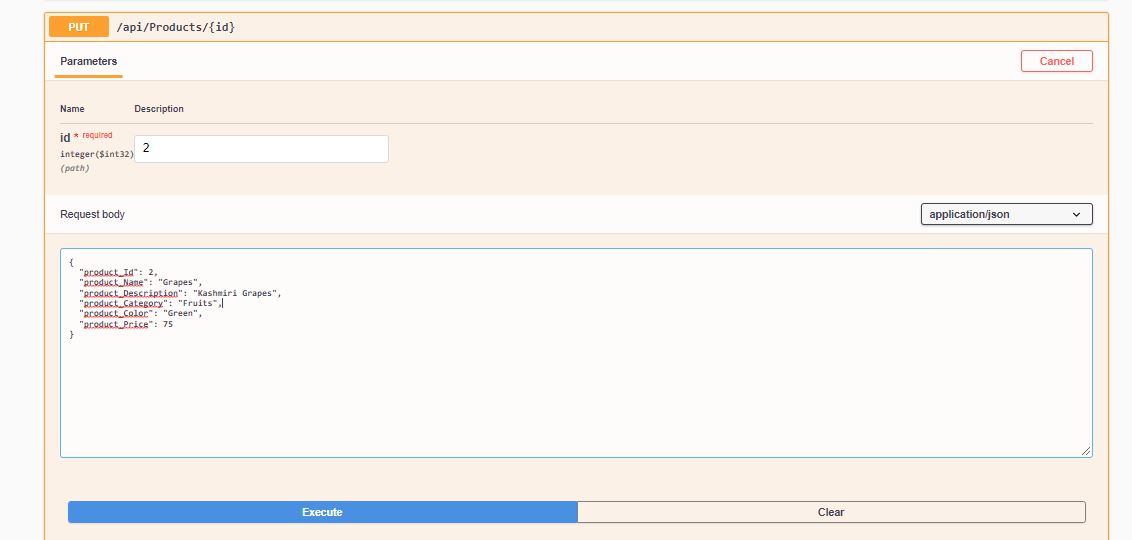 PUT /api/Products/{id}
Parameters
Cancel
Name Description
id * required
integer($int32)
(path)
2
Request body
application/json
{
  "product_Id": 2,
  "product_Name": "Grapes",
  "product_Description": "Kashmiri Grapes",
  "product_Category": "Fruits",
  "product_Color": "Green",
  "product_Price": 75
}
Execute
Clear